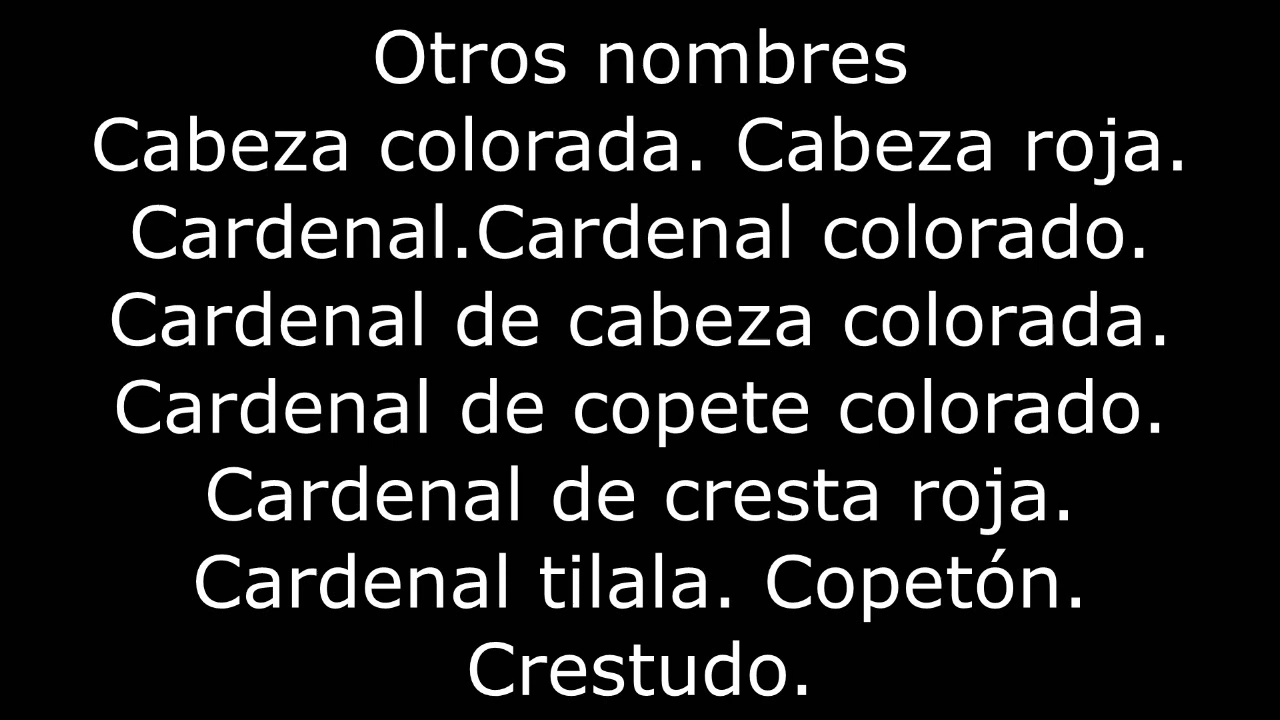 Otros nombres
Cabeza colorada. Cabeza roja.
Cardenal.Cardenal colorado.
Cardenal de cabeza colorada.
Cardenal de copete colorado.
Cardenal de cresta roja.
Cardenal tilala. Copetón.
Crestudo.